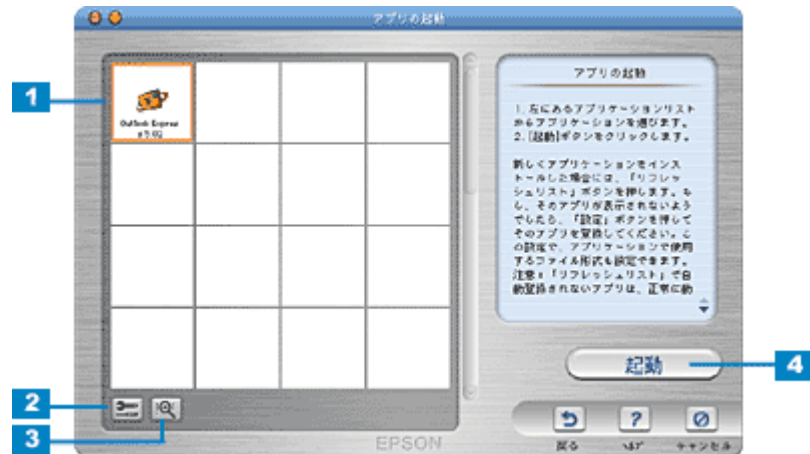 アプリの起動
1
Outlook Express
アプリの起動
1. 左にあるアプリケーションリスト
からアプリケーションを選びます。
2. [起動]ボタンをクリックします。
新しくアプリケーションをインス
トールした場合には、「リフレッ
シュリスト」ボタンを押します。も
し、そのアプリが表示されないよう
でしたら、「設定」ボタンを押して
そのアプリを登録してください。こ
の設定で、アプリケーションで使用
するファイル形式も設定できます。
注意：「リフレッシュリスト」で自
動登録されないアプリは、正常に動
起動
4
2
3
EPSON
戻る
ヘルプ
キャンセル